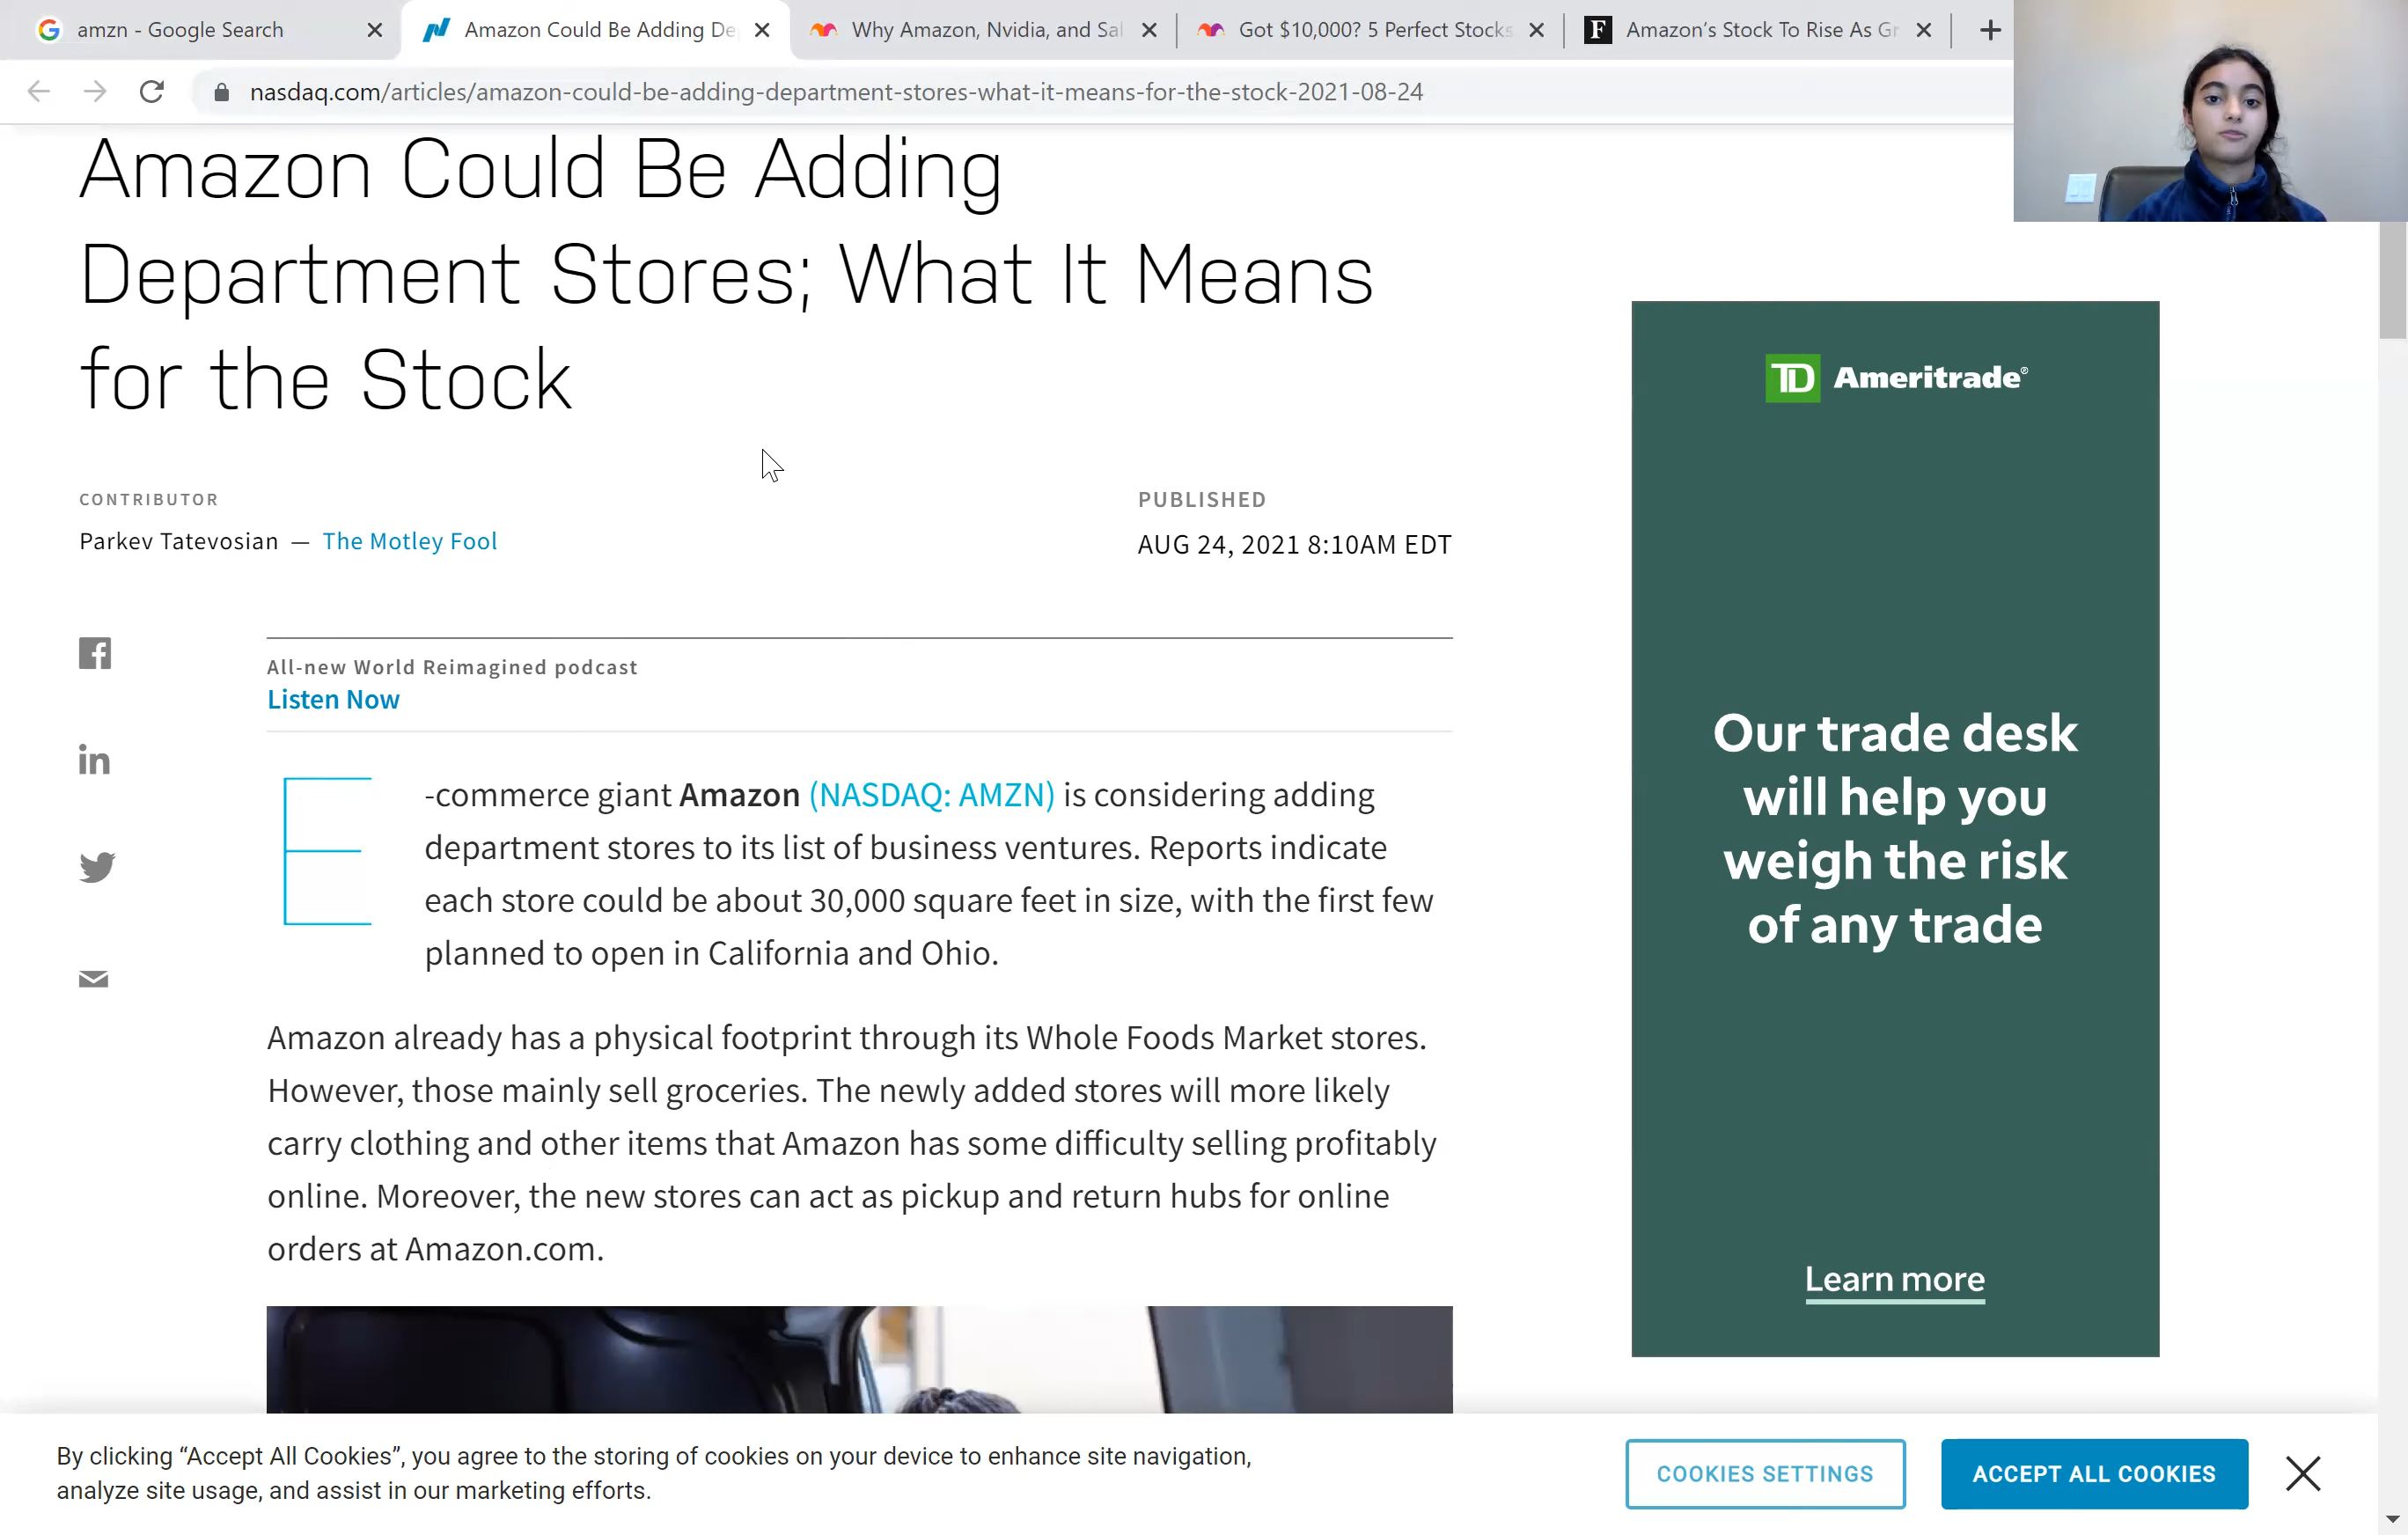 amzn - Google Search
Amazon Could Be Adding De
Why Amazon, Nvidia, and Sal
Got $10,000? 5 Perfect Stocks
Amazon's Stock To Rise As Gr
nasdaq.com/articles/amazon-could-be-adding-department-stores-what-it-means-for-the-stock-2021-08-24
Amazon Could Be Adding
Department Stores; What It Means
for the Stock
CONTRIBUTOR
Parkev Tatevosian — The Motley Fool
PUBLISHED
AUG 24, 2021 8:10AM EDT
All-new World Reimagined podcast
Listen Now
E-commerce giant Amazon (NASDAQ: AMZN) is considering adding
department stores to its list of business ventures. Reports indicate
each store could be about 30,000 square feet in size, with the first few
planned to open in California and Ohio.
Amazon already has a physical footprint through its Whole Foods Market stores.
However, those mainly sell groceries. The newly added stores will more likely
carry clothing and other items that Amazon has some difficulty selling profitably
online. Moreover, the new stores can act as pickup and return hubs for online
orders at Amazon.com.
TD Ameritrade®
Our trade desk
will help you
weigh the risk
of any trade
Learn more
By clicking “Accept All Cookies”, you agree to the storing of cookies on your device to enhance site navigation,
analyze site usage, and assist in our marketing efforts.
COOKIES SETTINGS
ACCEPT ALL COOKIES